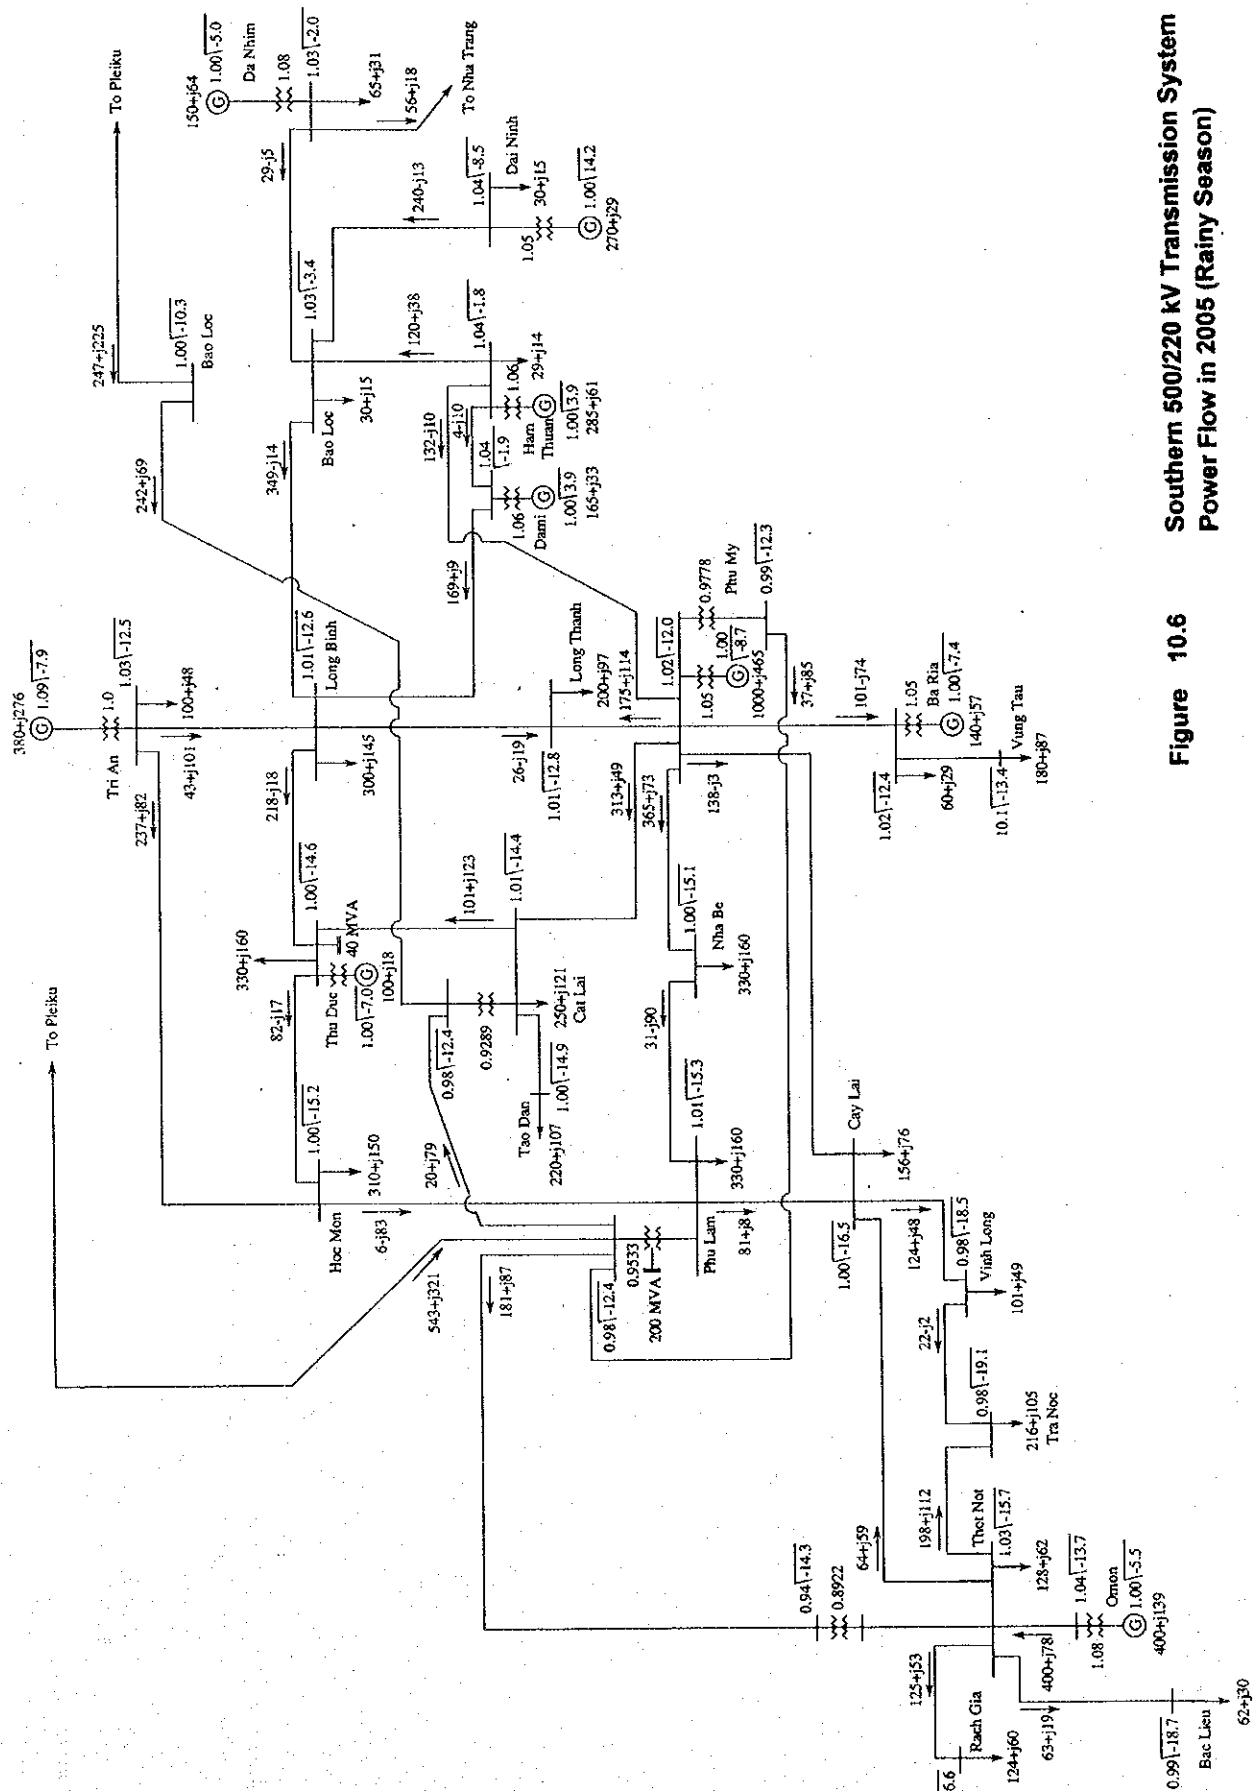 To Pleiku
150+j64
G
1.00 -5.0
Da Nhim
1.08
1.03 -2.0
65+j31
56+j18
To Nha Trang
29-j5
247+j225
1.00 -10.3
Bao Loc
242+j69
240-j13
1.04 -8.5
Dai Ninh
30+j15
1.05
G
1.00 14.2
270+j29
1.03 -3.4
Bao Loc
30+j15
349-j14
120+j38
1.04 -1.8
29+j14
132-j10
4-j10
1.06
Ham Thuan
G
1.00 3.9
285+j61
1.04
-1.9
1.06
Dami
G
1.00 3.9
165+j33
169+j9
380+j276
G
1.09 -7.9
1.0
Tri An
1.03 -12.5
100+j48
43+j101
237+j82
1.01 -12.6
Long Binh
300+j145
218-j18
26-j19
1.01 -12.8
Long Thanh
200+j97
175+j114
1.02 -12.0
0.9778
Phu My
0.99 -12.3
1.05
1.00
G
-8.7
1000+j465
37+j85
101-j74
1.05
Ba Ria
G
1.00 -7.4
140+j57
1.02 -12.4
60+j29
10.1 -13.4
Vung Tau
180+j87
313+j49
365+j73
138-j3
1.00 -14.6
330+j160
40 MVA
Thu Duc
G
1.00 -7.0
100+j18
82-j17
101+j123
1.01 -14.4
0.98 -12.4
0.9289
250+j121
Cat Lai
Tao Dan
1.00 -14.9
220+j107
1.00 -15.1
Nha Be
330+j160
31-j90
To Pleiku
1.00 -15.2
Hoc Mon
310+j150
6-j83
20+j79
543+j321
181+j87
0.98 -12.4
0.9533
200 MVA
Phu Lam
1.01 -15.3
330+j160
81+j8
Cay Lai
1.00 -16.5
156+j76
124+j48
0.98 -18.5
Vinh Long
101+j49
22-j2
0.98 -19.1
216+j105
Tra Noc
198+j112
64+j59
0.94 -14.3
0.8922
Thot Not
1.03 -15.7
128+j62
1.04 -13.7
Omon
1.08
G
1.00 -5.5
400+j139
400+j78
125+j53
Rach Gia
6.6
124+j60
63+j19
0.99 -18.7
Bac Lieu
62+j30
Figure 10.6 Southern 500/220 kV Transmission System
Power Flow in 2005 (Rainy Season)